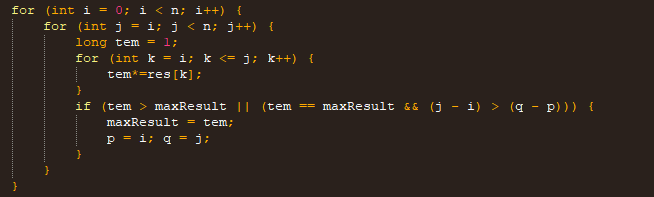 for (int i = 0; i < n; i++) {
for (int j = i; j < n; j++) {
long tem = 1;
for (int k = i; k <= j; k++) {
tem*=res[k];
}
if (tem > maxResult || (tem == maxResult && (j - i) > (q - p))) {
maxResult = tem;
p = i; q = j;
}
}
}